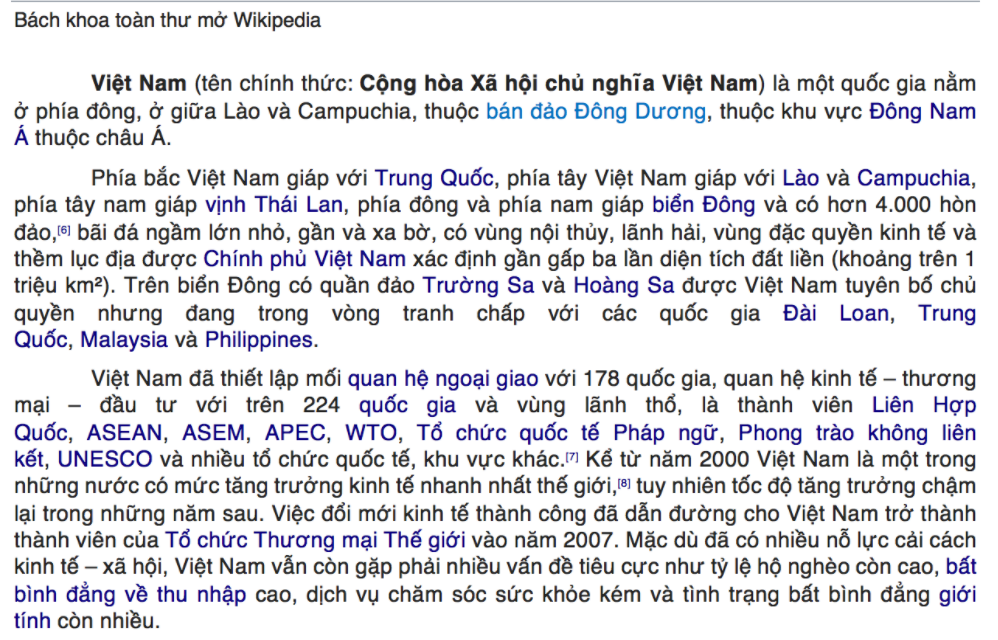 Bách khoa toàn thư mở Wikipedia
Việt Nam (tên chính thức: Cộng hòa Xã hội chủ nghĩa Việt Nam) là một quốc gia nằm
ở phía đông, ở giữa Lào và Campuchia, thuộc bán đảo Đông Dương, thuộc khu vực Đông Nam
Á thuộc châu Á.
Phía bắc Việt Nam giáp với Trung Quốc, phía tây Việt Nam giáp với Lào và Campuchia,
phía tây nam giáp vịnh Thái Lan, phía đông và phía nam giáp biển Đông và có hơn 4.000 hòn
đảo,[6] bãi đá ngầm lớn nhỏ, gần và xa bờ, có vùng nội thủy, lãnh hải, vùng đặc quyền kinh tế và
thềm lục địa được Chính phủ Việt Nam xác định gần gấp ba lần diện tích đất liền (khoảng trên 1
triệu km²). Trên biển Đông có quần đảo Trường Sa và Hoàng Sa được Việt Nam tuyên bố chủ
quyền nhưng đang trong vòng tranh chấp với các quốc gia Đài Loan, Trung
Quốc, Malaysia và Philippines.
Việt Nam đã thiết lập mối quan hệ ngoại giao với 178 quốc gia, quan hệ kinh tế – thương
mại – đầu tư với trên 224 quốc gia và vùng lãnh thổ, là thành viên Liên Hợp
Quốc, ASEAN, ASEM, APEC, WTO, Tổ chức quốc tế Pháp ngữ, Phong trào không liên
kết, UNESCO và nhiều tổ chức quốc tế, khu vực khác.[7] Kể từ năm 2000 Việt Nam là một trong
những nước có mức tăng trưởng kinh tế nhanh nhất thế giới,[8] tuy nhiên tốc độ tăng trưởng chậm
lại trong những năm sau. Việc đổi mới kinh tế thành công đã dẫn đường cho Việt Nam trở thành
thành viên của Tổ chức Thương mại Thế giới vào năm 2007. Mặc dù đã có nhiều nỗ lực cải cách
kinh tế – xã hội, Việt Nam vẫn còn gặp phải nhiều vấn đề tiêu cực như tỷ lệ hộ nghèo còn cao, bất
bình đẳng về thu nhập cao, dịch vụ chăm sóc sức khỏe kém và tình trạng bất bình đẳng giới
tính còn nhiều.